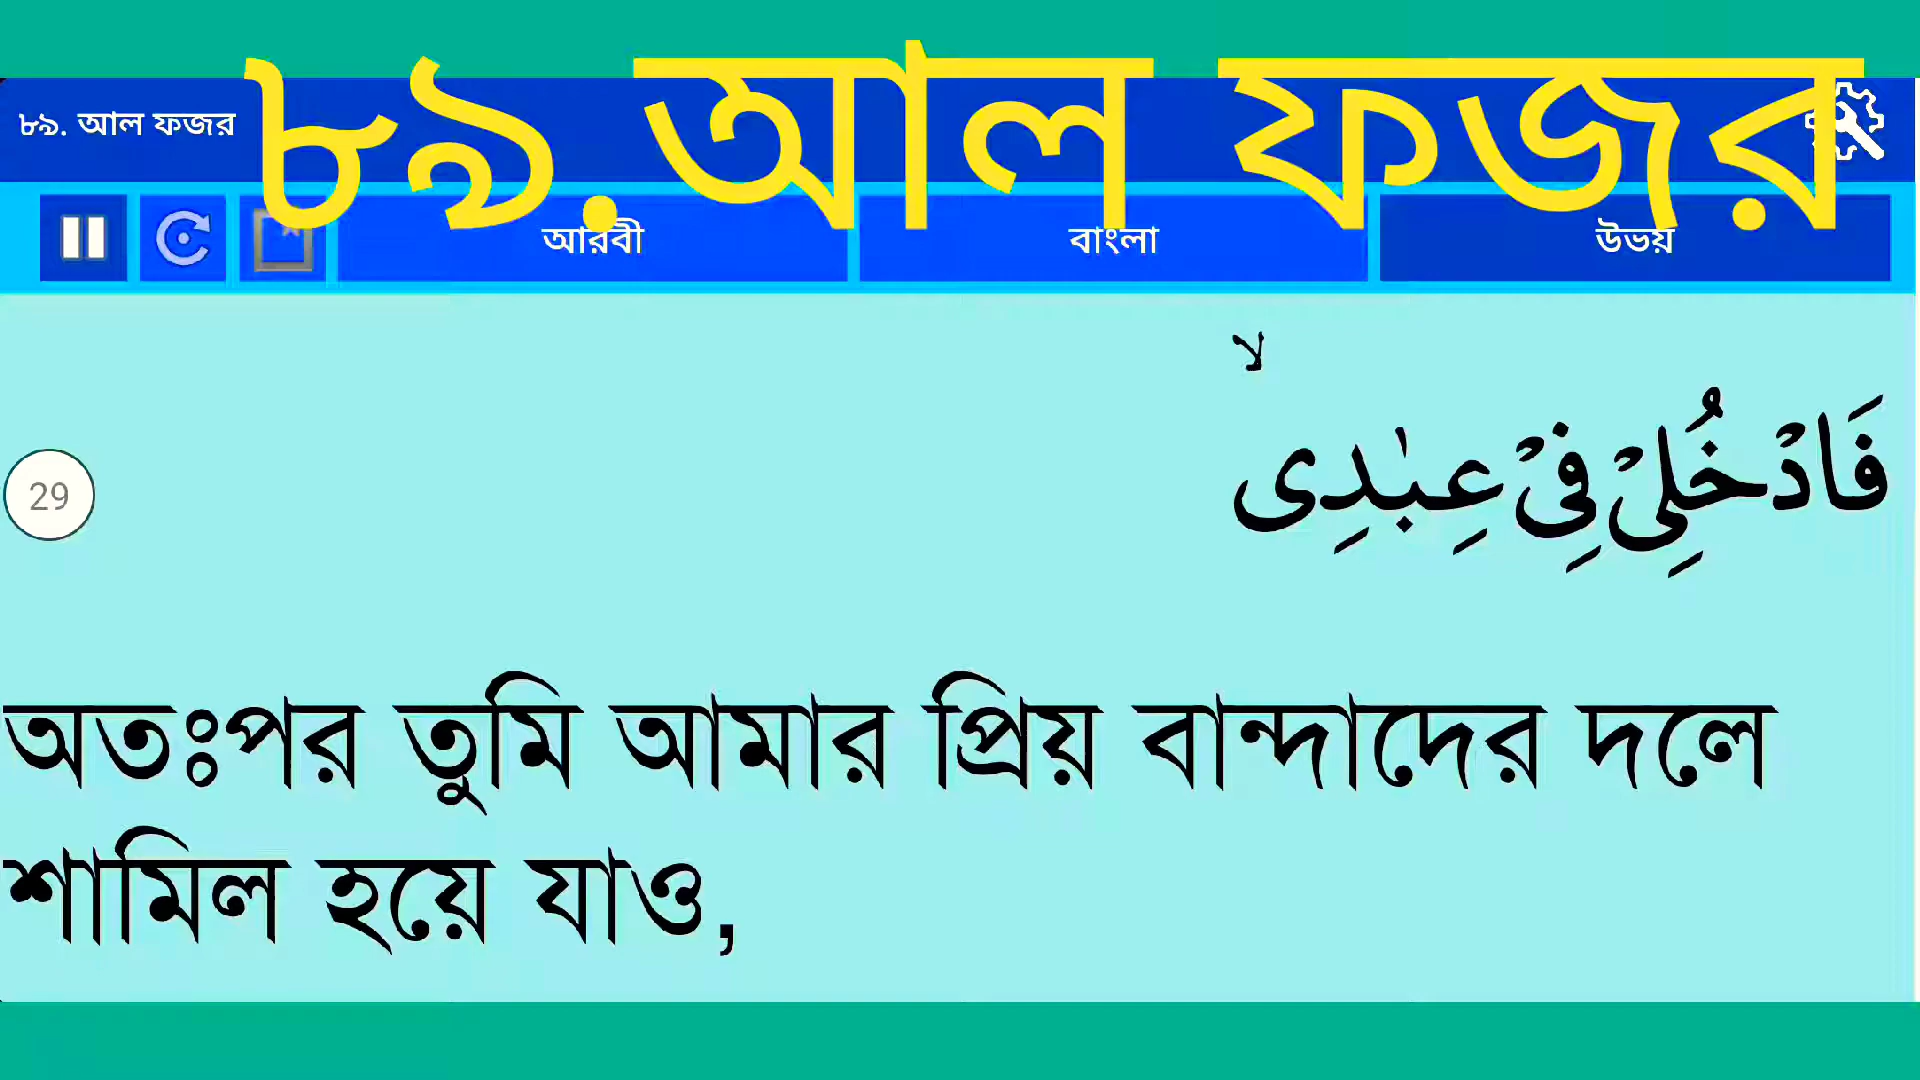 ৮৯.আল ফজর
৮৯. আল ফজর
আরবী বাংলা উভয়
فَادْخُلِیْ فِیْ عِبٰدِیۙ
29
অতঃপর তুমি আমার প্রিয় বান্দাদের দলে
শামিল হয়ে যাও,